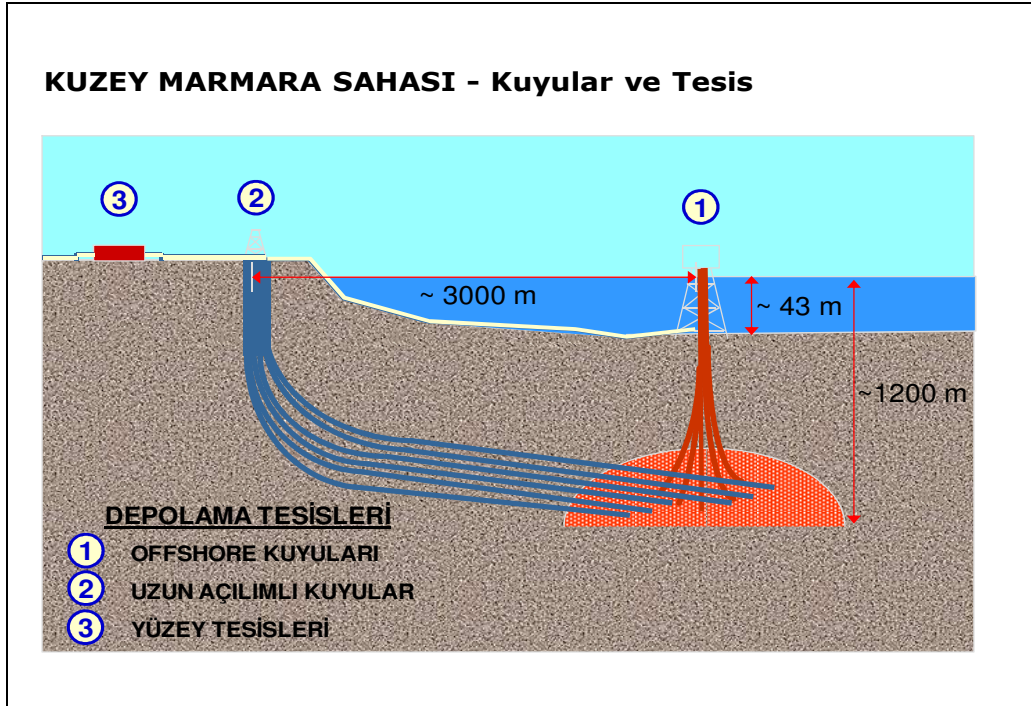 KUZEY MARMARA SAHASI - Kuyular ve Tesis
3
2
1
~ 3000 m
~ 43 m
~1200 m
DEPOLAMA TESİSLERİ
1 OFFSHORE KUYULARI
2 UZUN AÇILIMLI KUYULAR
3 YÜZEY TESİSLERİ